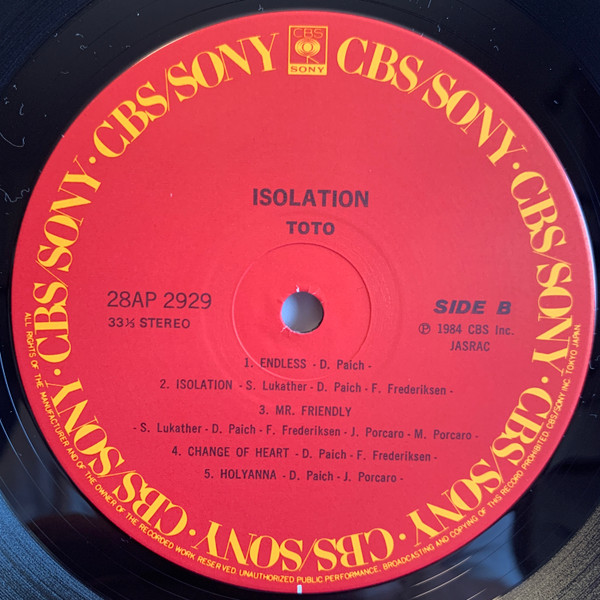 CBS/SONY · CBS/SONY · CBS/SONY · CBS/SONY · CBS/SONY · CBS/SONY · CBS/SONY · CBS/SONY
CBS
SONY
ISOLATION
TOTO
28AP 2929
33⅓ STEREO
SIDE B
Ⓟ 1984 CBS Inc.
JASRAC
1. ENDLESS - D. Paich -
2. ISOLATION - S. Lukather - D. Paich - F. Frederiksen -
3. MR. FRIENDLY
- S. Lukather - D. Paich - F. Frederiksen - J. Porcaro - M. Porcaro -
4. CHANGE OF HEART - D. Paich - F. Frederiksen -
5. HOLYANNA - D. Paich - J. Porcaro -
ALL RIGHTS OF THE MANUFACTURER AND OF THE OWNER OF THE RECORDED WORK RESERVED. UNAUTHORIZED PUBLIC PERFORMANCE, BROADCASTING AND COPYING OF THIS RECORD PROHIBITED. CBS/SONY INC. TOKYO JAPAN